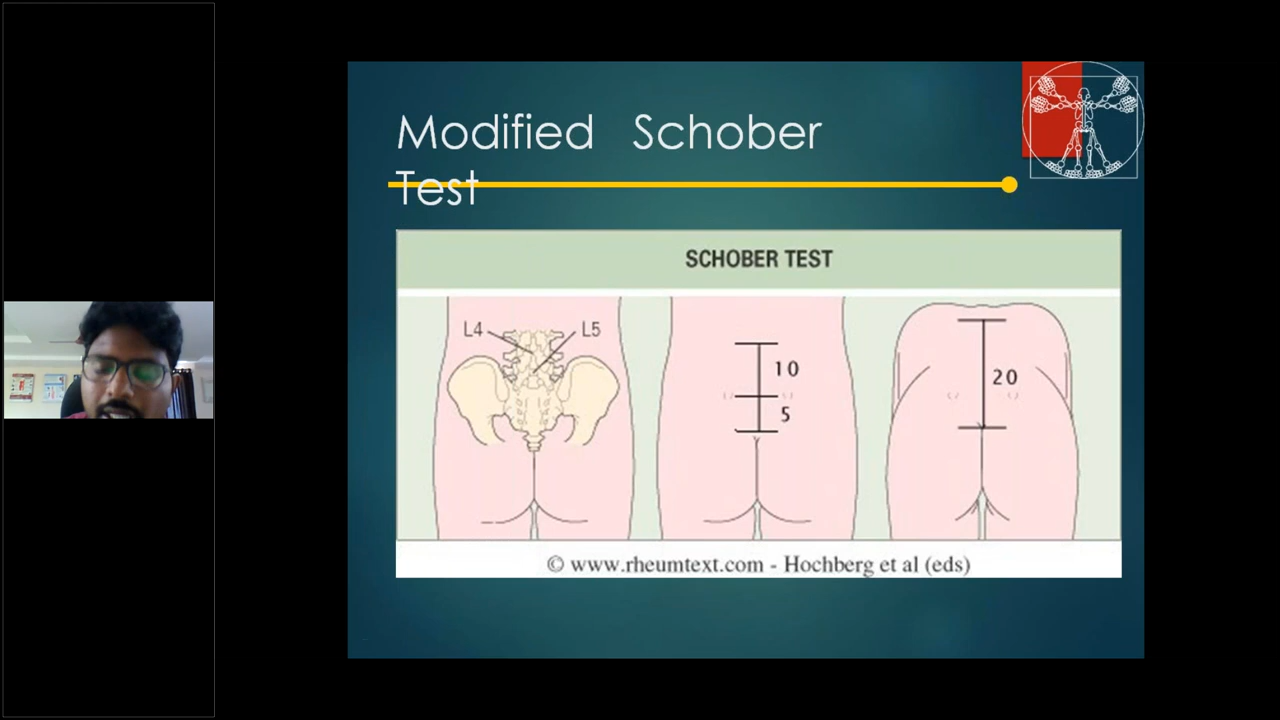 Modified Schober
Test
SCHOBER TEST
L4 L5
10
5
20
© www.rheumtext.com - Hochberg et al (eds)